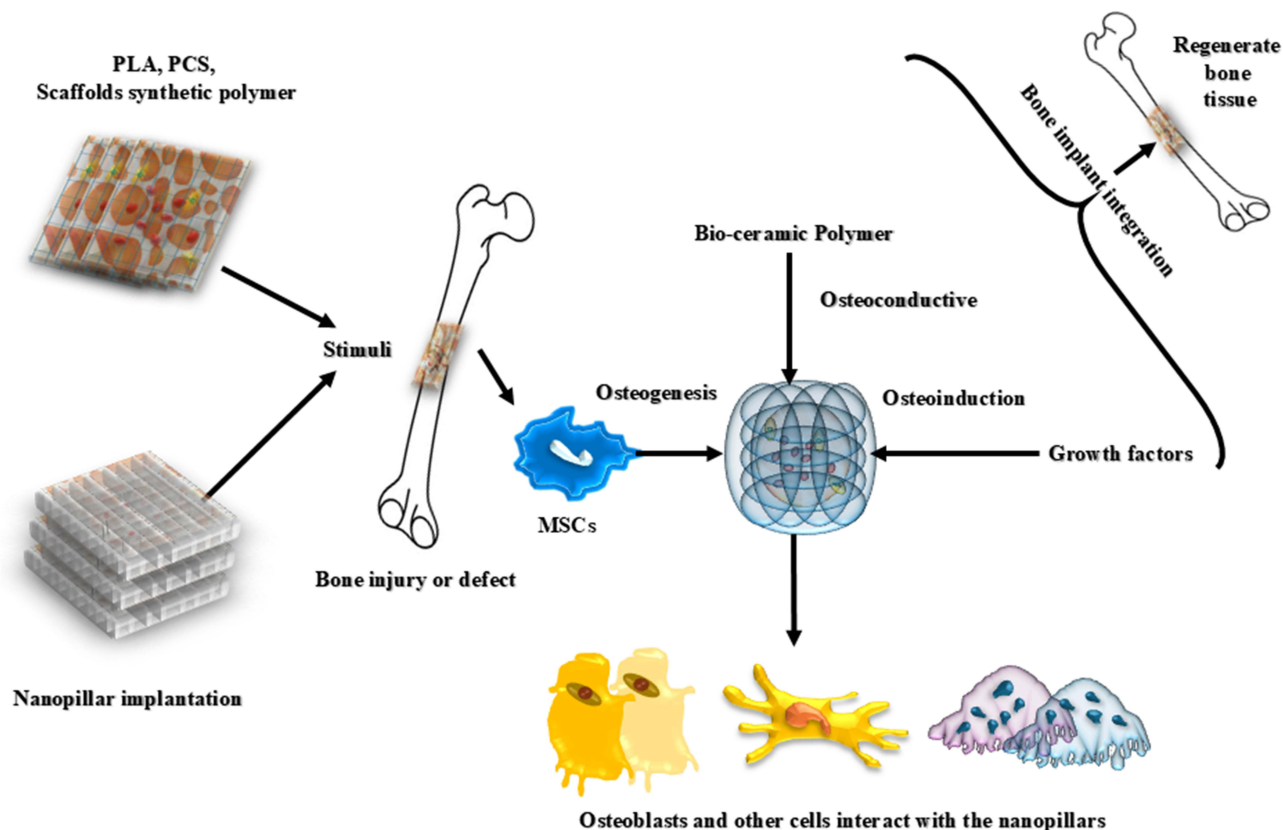 PLA, PCS,
Scaffolds synthetic polymer
Regenerate
bone
tissue
Bone implant integration
Bio-ceramic Polymer
Osteoconductive
Stimuli
Osteogenesis
Osteoinduction
Growth factors
MSCs
Bone injury or defect
Nanopillar implantation
Osteoblasts and other cells interact with the nanopillars